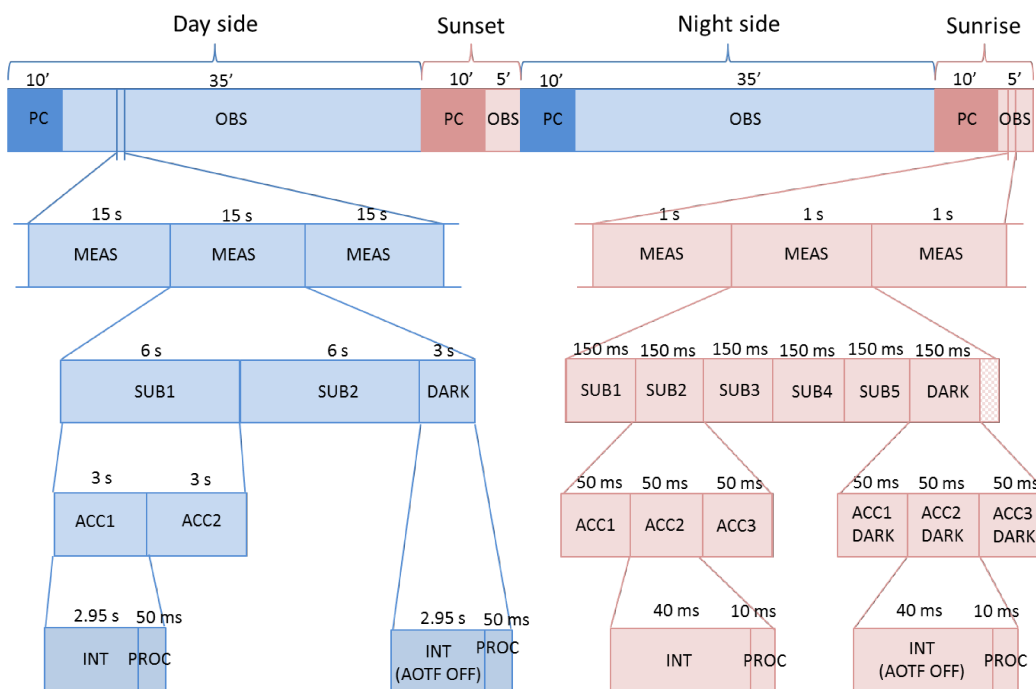 Day side Sunset Night side Sunrise
10’ 35’ 10’ 5’ 10’ 35’ 10’ 5’
PC OBS PC OBS PC OBS PC OBS
15 s 15 s 15 s 1 s 1 s 1 s
MEAS MEAS MEAS MEAS MEAS MEAS
6 s 6 s 3 s 150 ms 150 ms 150 ms 150 ms 150 ms 150 ms
SUB1 SUB2 DARK SUB1 SUB2 SUB3 SUB4 SUB5 DARK
3 s 3 s 50 ms 50 ms 50 ms 50 ms 50 ms 50 ms
ACC1 ACC2 ACC1 ACC2 ACC3 ACC1 ACC2 ACC3
DARK DARK DARK
2.95 s 50 ms 2.95 s 50 ms 40 ms 10 ms 40 ms 10 ms
INT PROC INT PROC INT PROC INT PROC
(AOTF OFF) (AOTF OFF)